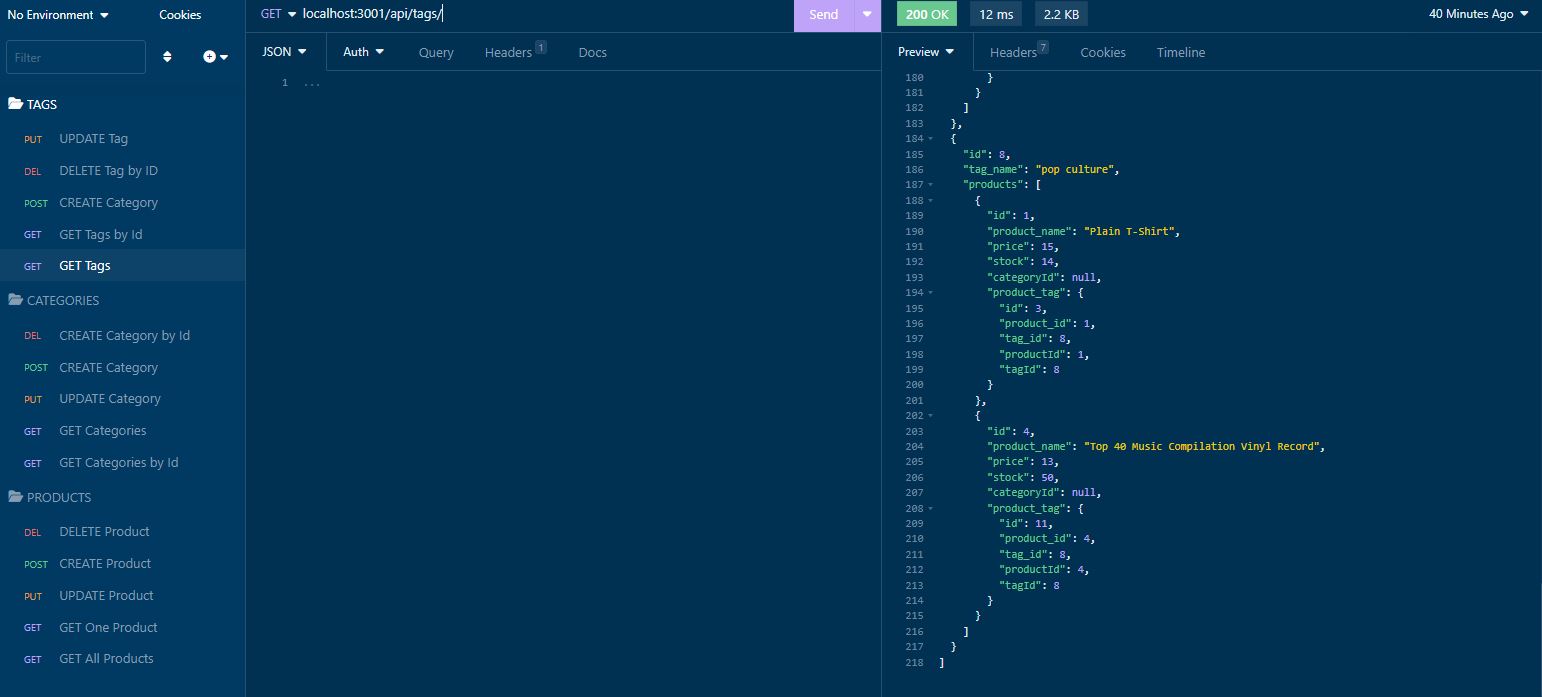 No Environment Cookies
Filter
TAGS
PUT UPDATE Tag
DEL DELETE Tag by ID
POST CREATE Category
GET GET Tags by Id
GET GET Tags
CATEGORIES
DEL CREATE Category by Id
POST CREATE Category
PUT UPDATE Category
GET GET Categories
GET GET Categories by Id
PRODUCTS
DEL DELETE Product
POST CREATE Product
PUT UPDATE Product
GET GET One Product
GET GET All Products
GET localhost:3001/api/tags/ Send
JSON Auth Query Headers 1 Docs
1 ...
200 OK 12 ms 2.2 KB 40 Minutes Ago
Preview Headers 7 Cookies Timeline
180 }
181 }
182 ]
183 },
184 {
185 "id": 8,
186 "tag_name": "pop culture",
187 "products": [
188 {
189 "id": 1,
190 "product_name": "Plain T-Shirt",
191 "price": 15,
192 "stock": 14,
193 "categoryId": null,
194 "product_tag": {
195 "id": 3,
196 "product_id": 1,
197 "tag_id": 8,
198 "productId": 1,
199 "tagId": 8
200 }
201 },
202 {
203 "id": 4,
204 "product_name": "Top 40 Music Compilation Vinyl Record",
205 "price": 13,
206 "stock": 50,
207 "categoryId": null,
208 "product_tag": {
209 "id": 11,
210 "product_id": 4,
211 "tag_id": 8,
212 "productId": 4,
213 "tagId": 8
214 }
215 }
216 ]
217 }
218 ]